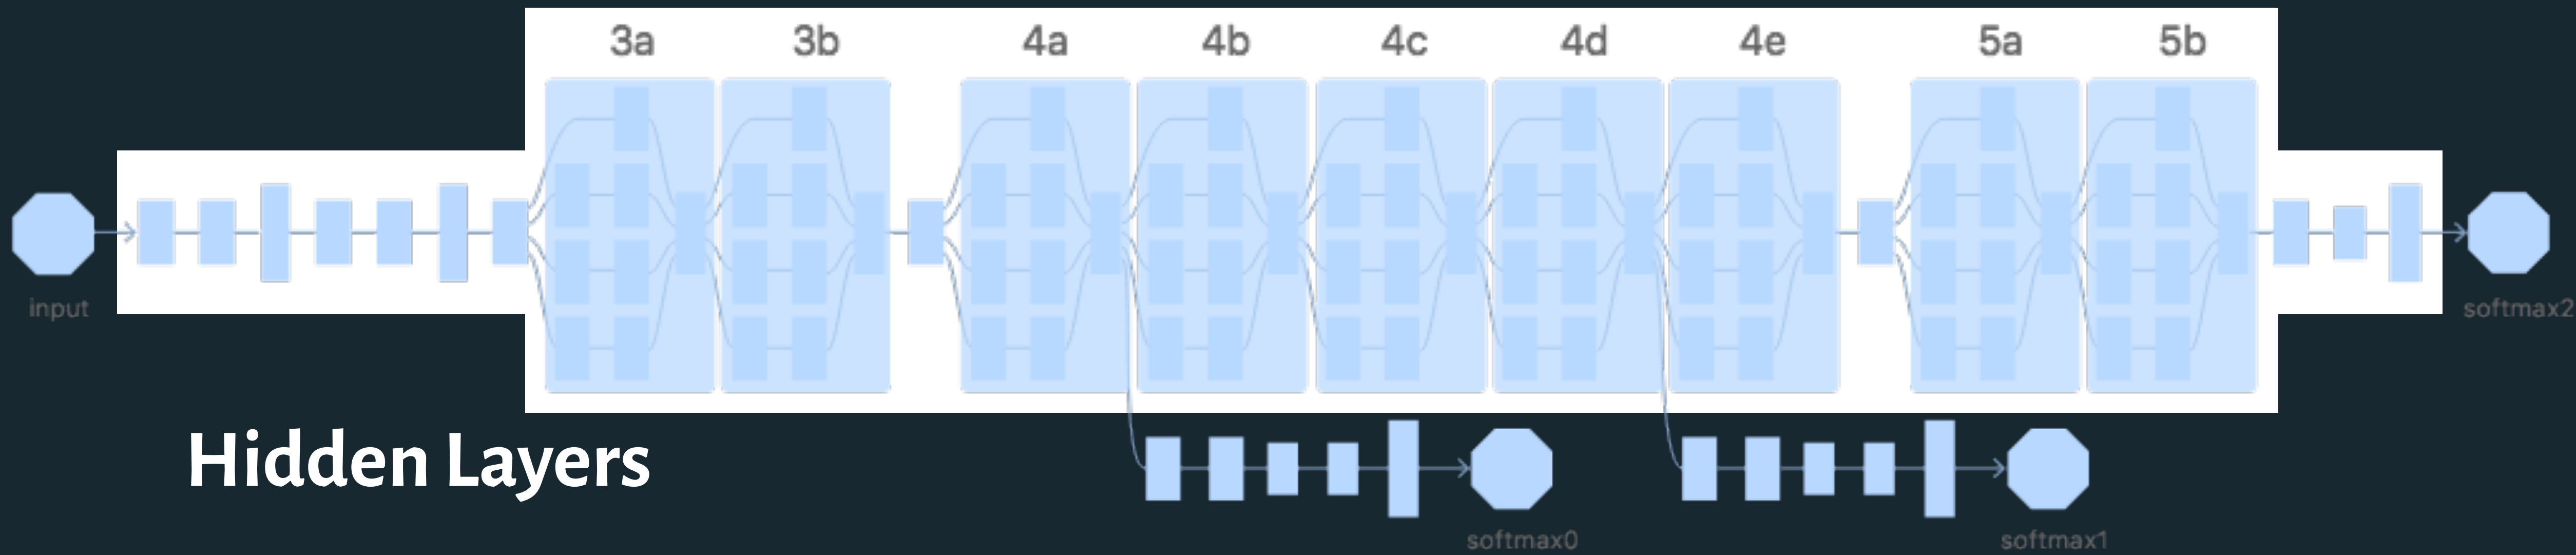 3a 3b 4a 4b 4c 4d 4e 5a 5b
input
softmax2
Hidden Layers
softmax0
softmax1